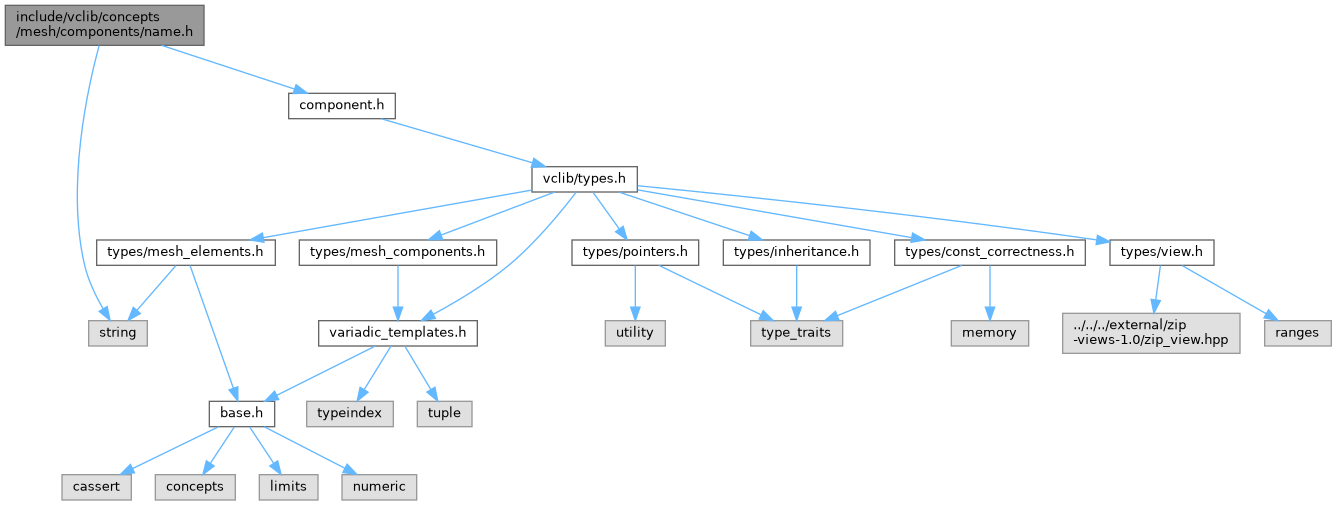 include/vclib/concepts
/mesh/components/name.h
component.h
vclib/types.h
types/mesh_elements.h
types/mesh_components.h
types/pointers.h
types/inheritance.h
types/const_correctness.h
types/view.h
string
variadic_templates.h
utility
type_traits
memory
../../../external/zip
-views-1.0/zip_view.hpp
ranges
base.h
typeindex
tuple
cassert
concepts
limits
numeric